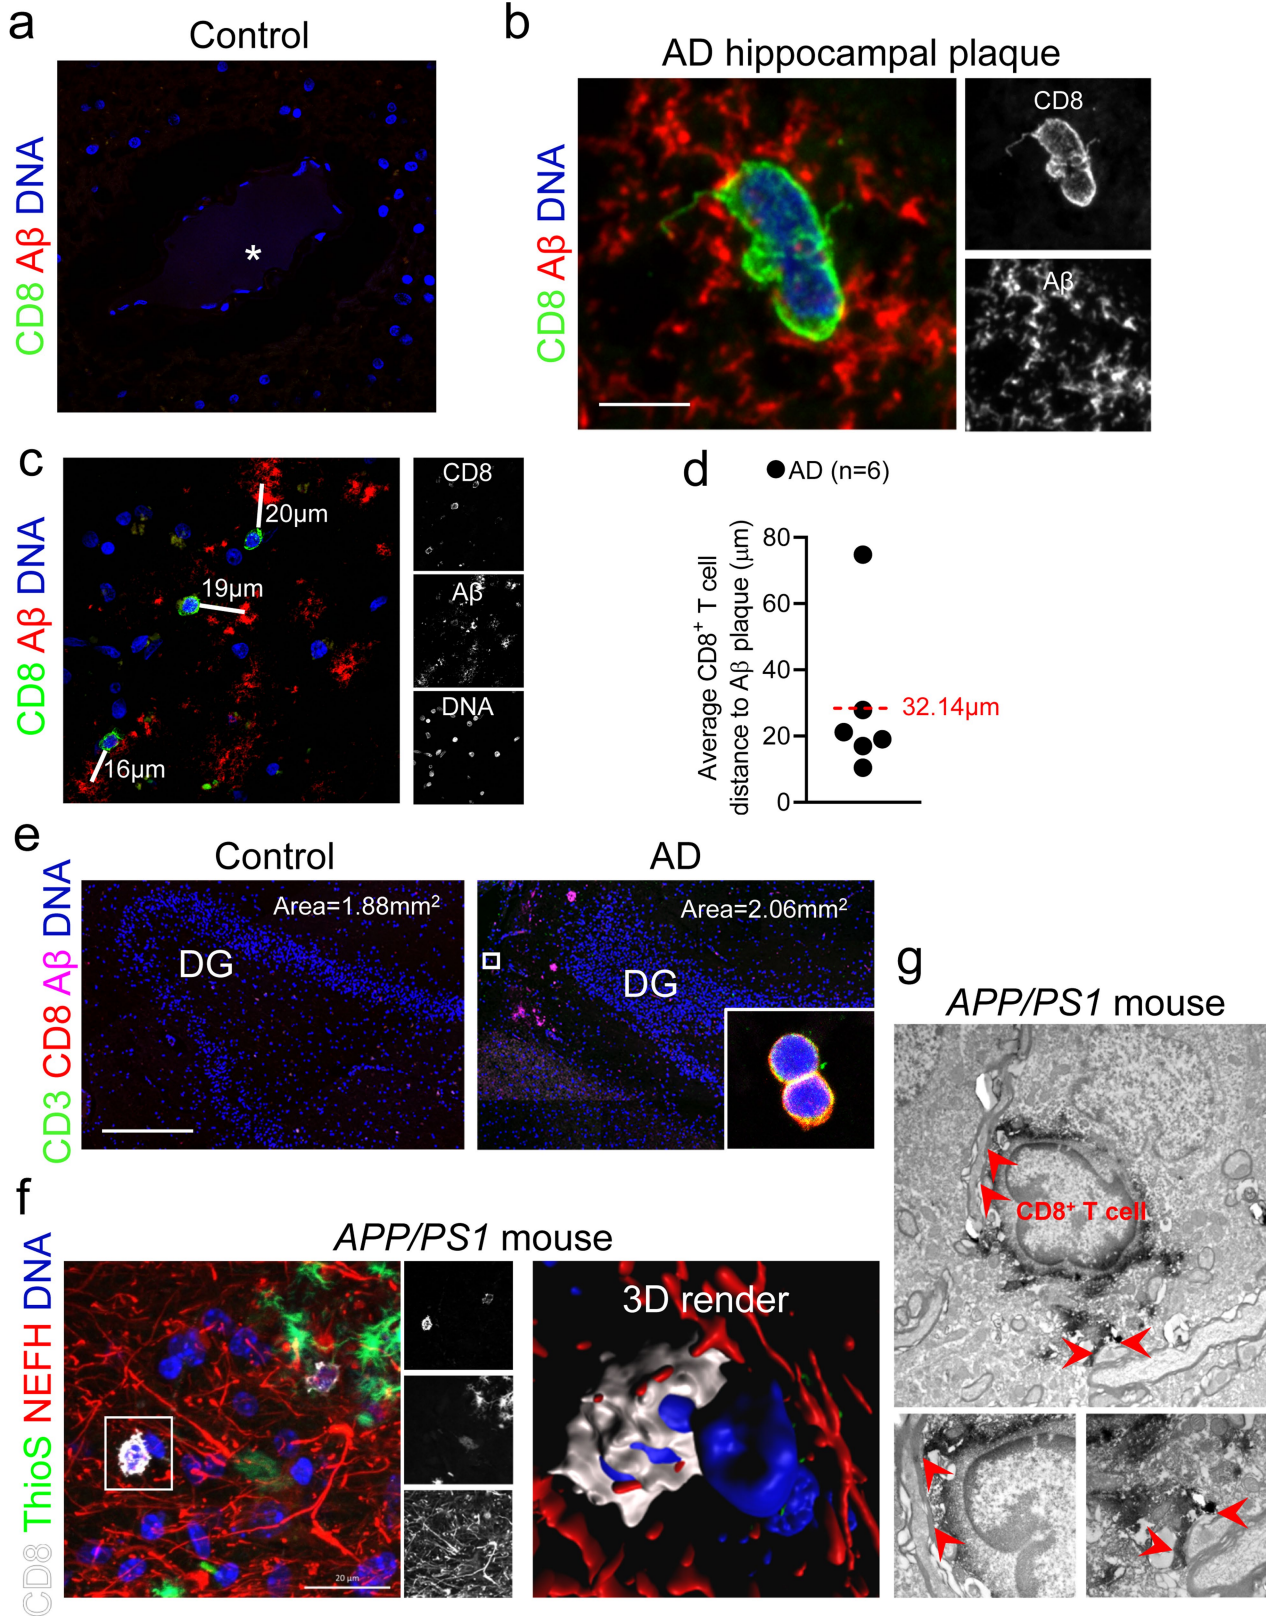 a
Control
CD8 Aβ DNA
*
b
AD hippocampal plaque
CD8 Aβ DNA
CD8
Aβ
c
CD8 Aβ DNA
20µm
19µm
16µm
CD8
Aβ
DNA
d
AD (n=6)
Average CD8⁺ T cell
distance to Aβ plaque (µm)
80
60
40
20
0
32.14µm
e
CD3 CD8 Aβ DNA
Control
Area=1.88mm²
DG
AD
Area=2.06mm²
DG
f
APP/PS1 mouse
CD8 ThioS NEFH DNA
20 µm
3D render
g
APP/PS1 mouse
CD8⁺ T cell